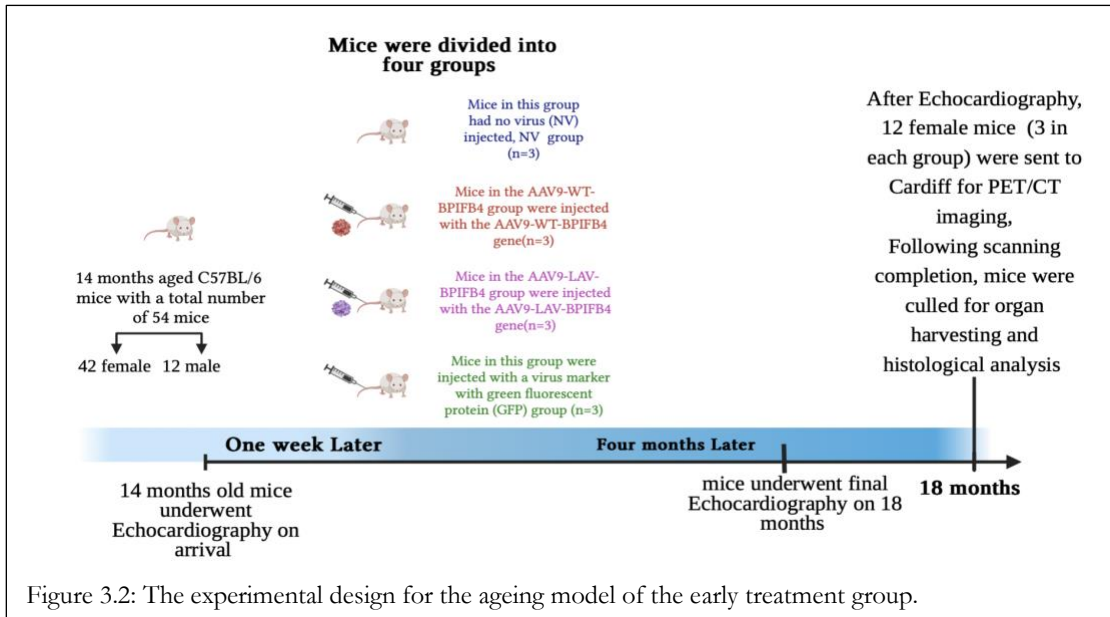 Mice were divided into
four groups
Mice in this group
had no virus (NV)
injected, NV group
(n=3)
Mice in the AAV9-WT-
BPIFB4 group were injected
with the AAV9-WT-BPIFB4
gene(n=3)
Mice in the AAV9-LAV-
BPIFB4 group were injected
with the AAV9-LAV-BPIFB4
gene(n=3)
Mice in this group were
injected with a virus marker
with green fluorescent
protein (GFP) group (n=3)
14 months aged C57BL/6
mice with a total number
of 54 mice
42 female 12 male
After Echocardiography,
12 female mice (3 in
each group) were sent to
Cardiff for PET/CT
imaging,
Following scanning
completion, mice were
culled for organ
harvesting and
histological analysis
One week Later
Four months Later
14 months old mice
underwent
Echocardiography on
arrival
mice underwent final
Echocardiography on 18
months
18 months
Figure 3.2: The experimental design for the ageing model of the early treatment group.